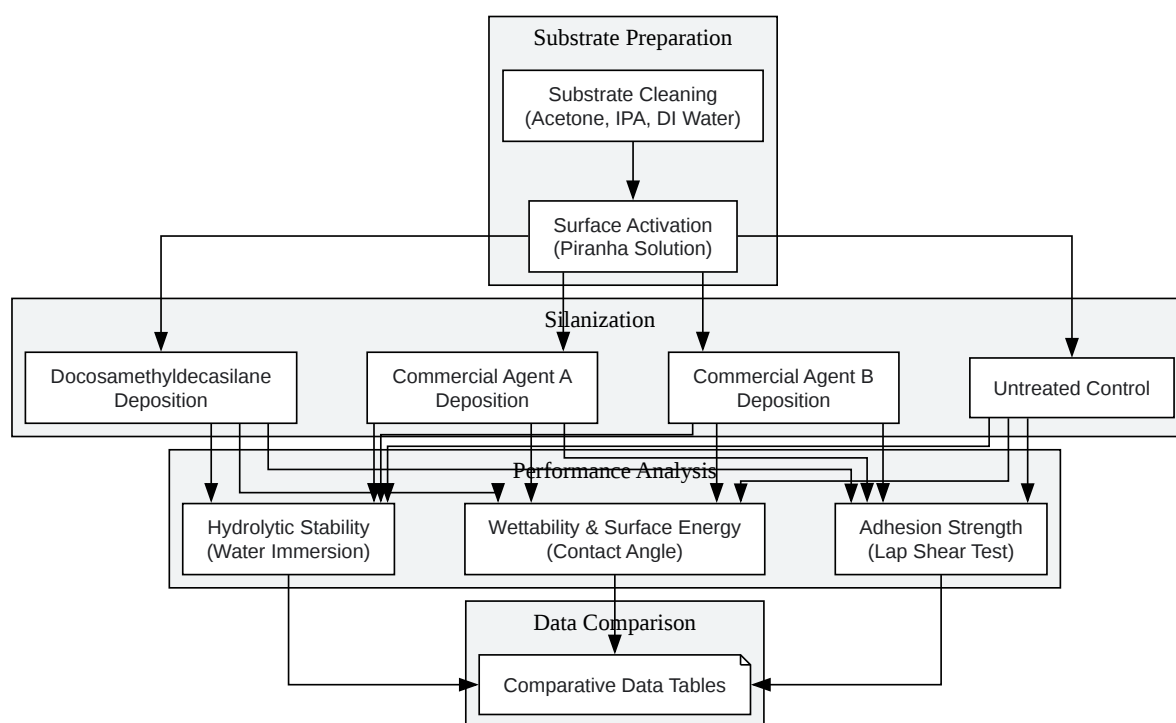 Substrate Preparation
Substrate Cleaning
(Acetone, IPA, DI Water)
Surface Activation
(Piranha Solution)
Silanization
Docosamethyldecasilane
Deposition
Commercial Agent A
Deposition
Commercial Agent B
Deposition
Untreated Control
Performance Analysis
Hydrolytic Stability
(Water Immersion)
Wettability & Surface Energy
(Contact Angle)
Adhesion Strength
(Lap Shear Test)
Data Comparison
Comparative Data Tables